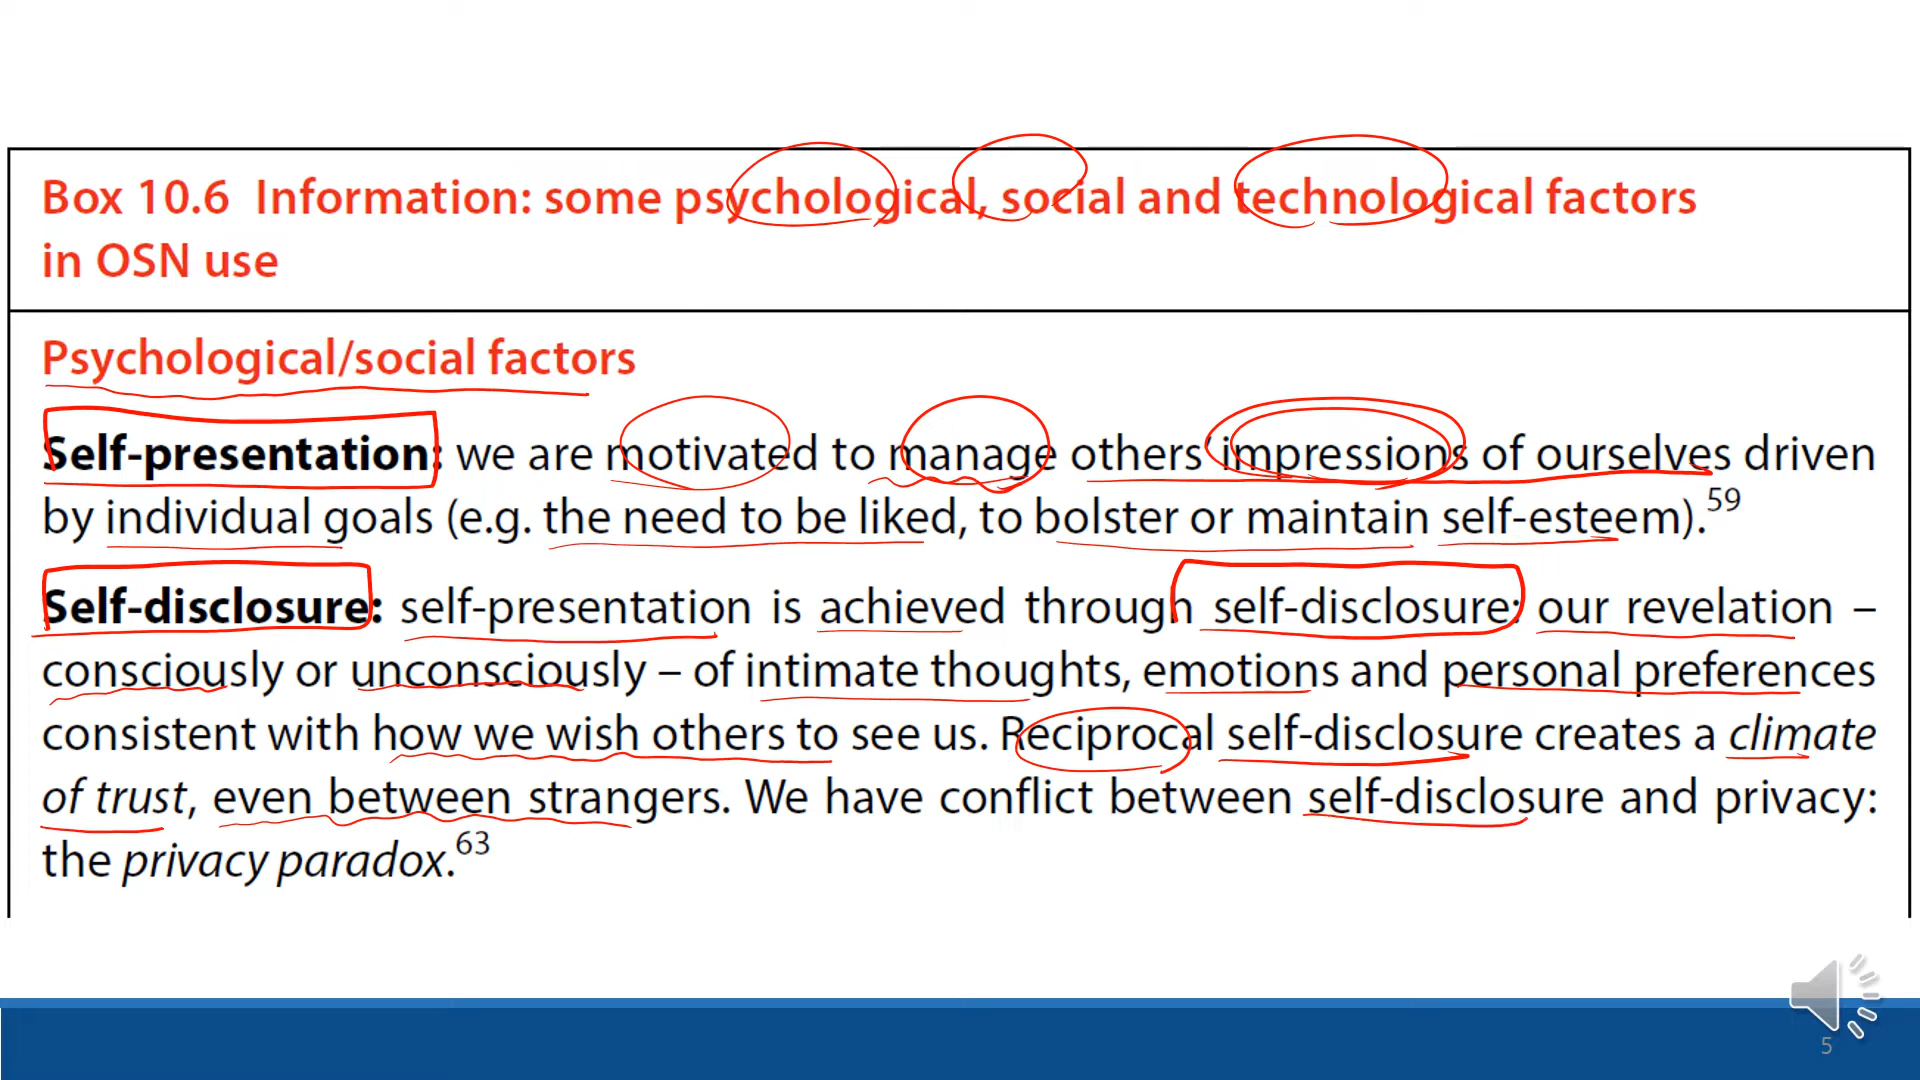 Box 10.6 Information: some psychological, social and technological factors
in OSN use
Psychological/social factors
Self-presentation: we are motivated to manage others’ impressions of ourselves driven
by individual goals (e.g. the need to be liked, to bolster or maintain self-esteem).59
Self-disclosure: self-presentation is achieved through self-disclosure: our revelation –
consciously or unconsciously – of intimate thoughts, emotions and personal preferences
consistent with how we wish others to see us. Reciprocal self-disclosure creates a climate
of trust, even between strangers. We have conflict between self-disclosure and privacy:
the privacy paradox.63
5